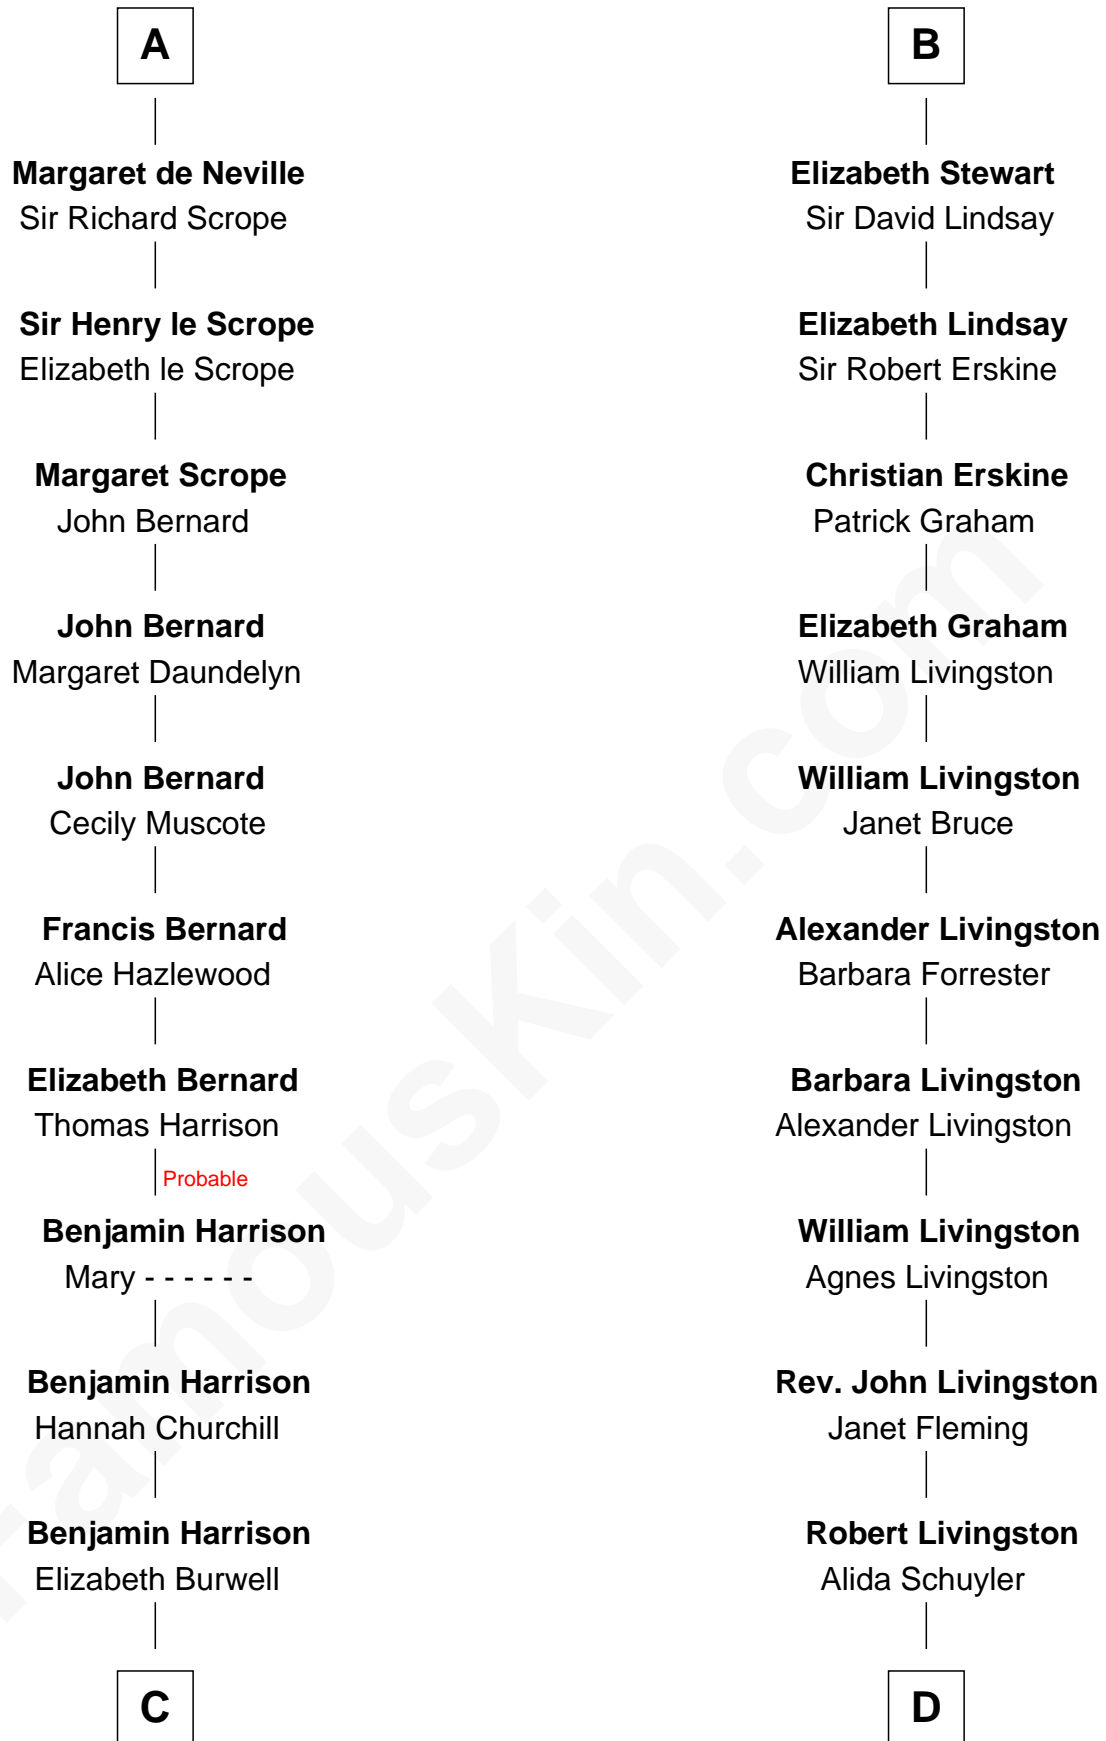 A
Margaret de Neville
Sir Richard Scrope
Sir Henry le Scrope
Elizabeth le Scrope
Margaret Scrope
John Bernard
John Bernard
Margaret Daundelyn
John Bernard
Cecily Muscote
Francis Bernard
Alice Hazlewood
Elizabeth Bernard
Thomas Harrison
Probable
Benjamin Harrison
Mary - - - - - -
Benjamin Harrison
Hannah Churchill
Benjamin Harrison
Elizabeth Burwell
C
B
Elizabeth Stewart
Sir David Lindsay
Elizabeth Lindsay
Sir Robert Erskine
Christian Erskine
Patrick Graham
Elizabeth Graham
William Livingston
William Livingston
Janet Bruce
Alexander Livingston
Barbara Forrester
Barbara Livingston
Alexander Livingston
William Livingston
Agnes Livingston
Rev. John Livingston
Janet Fleming
Robert Livingston
Alida Schuyler
D
FamousKin.com